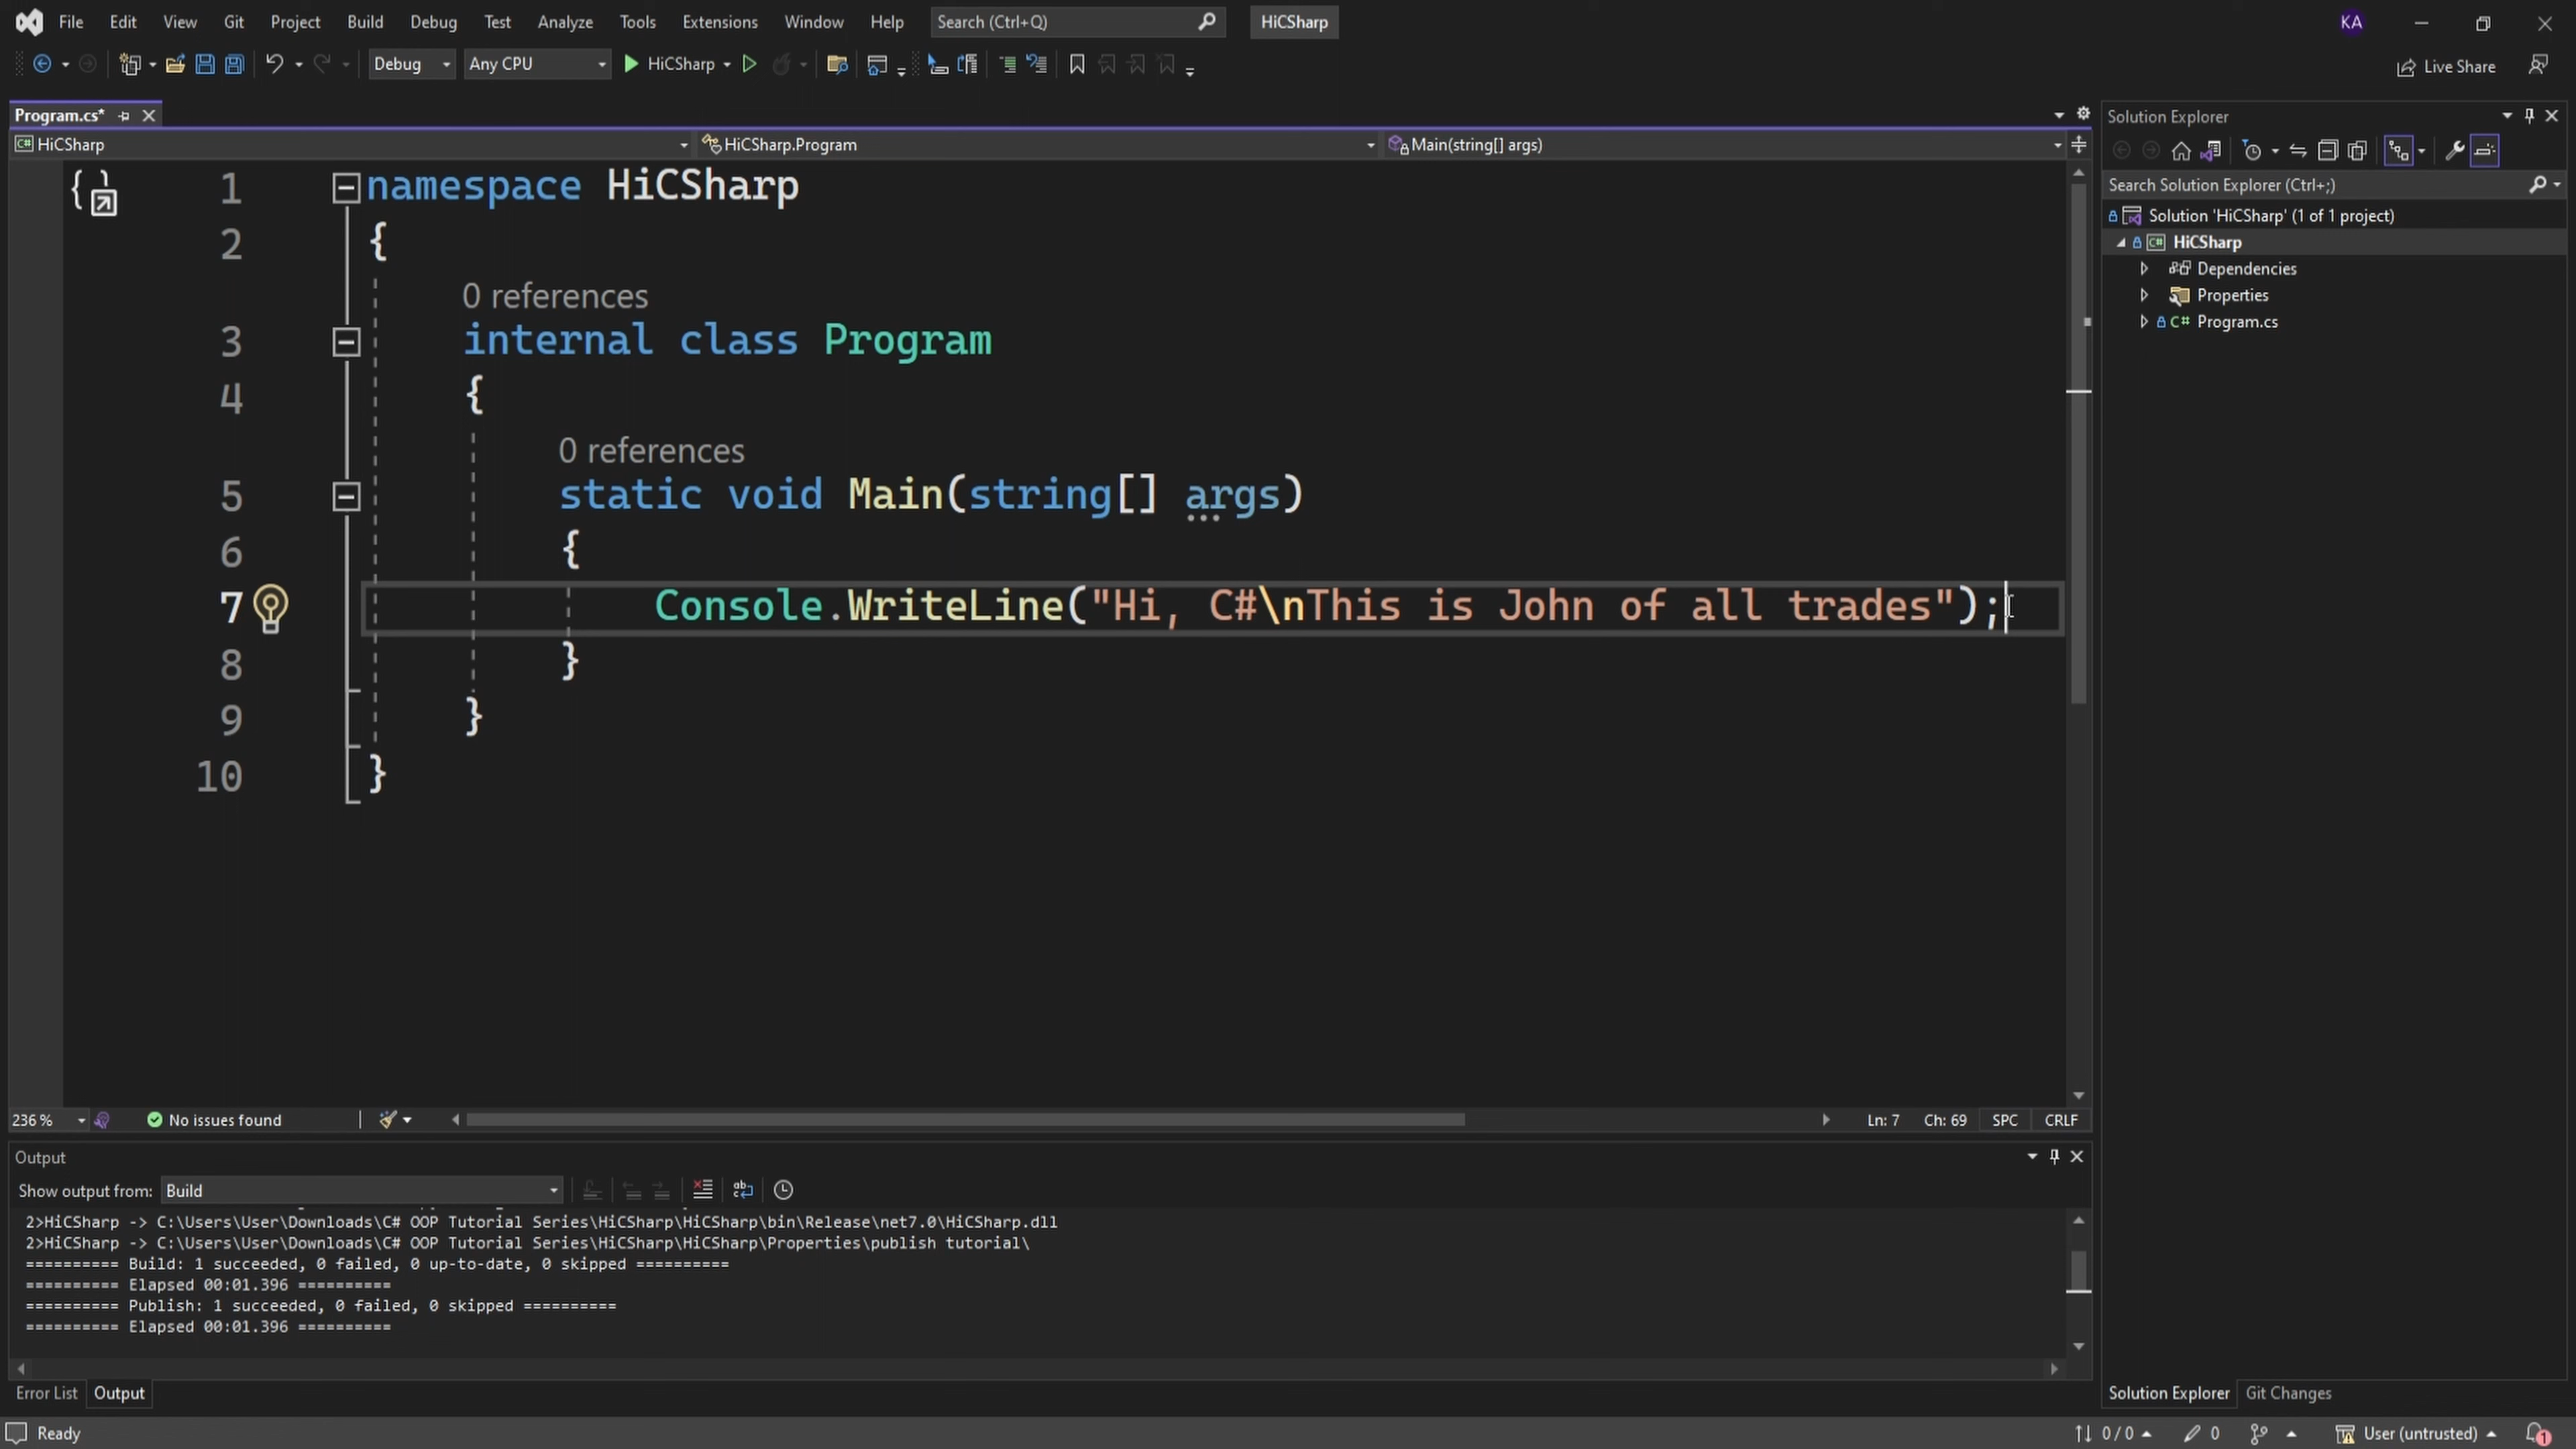 File Edit View Git Project Build Debug Test Analyze Tools Extensions Window Help Search (Ctrl+Q) HiCSharp KA
Debug Any CPU HiCSharp Live Share
Program.cs*
HiCSharp HiCSharp.Program Main(string[] args)
1 namespace HiCSharp
2 {
0 references
3 internal class Program
4 {
0 references
5 static void Main(string[] args)
6 {
7 Console.WriteLine("Hi, C#\nThis is John of all trades");
8 }
9 }
10 }
236 % No issues found Ln: 7 Ch: 69 SPC CRLF
Output
Show output from: Build
2>HiCSharp -> C:\Users\User\Downloads\C# OOP Tutorial Series\HiCSharp\HiCSharp\bin\Release\net7.0\HiCSharp.dll
2>HiCSharp -> C:\Users\User\Downloads\C# OOP Tutorial Series\HiCSharp\HiCSharp\Properties\publish tutorial\
========== Build: 1 succeeded, 0 failed, 0 up-to-date, 0 skipped ==========
========== Elapsed 00:01.396 ==========
========== Publish: 1 succeeded, 0 failed, 0 skipped ==========
========== Elapsed 00:01.396 ==========
Error List Output
Solution Explorer
Search Solution Explorer (Ctrl+;)
Solution 'HiCSharp' (1 of 1 project)
HiCSharp
Dependencies
Properties
C# Program.cs
Solution Explorer Git Changes
Ready 0 / 0 0 User (untrusted) 1